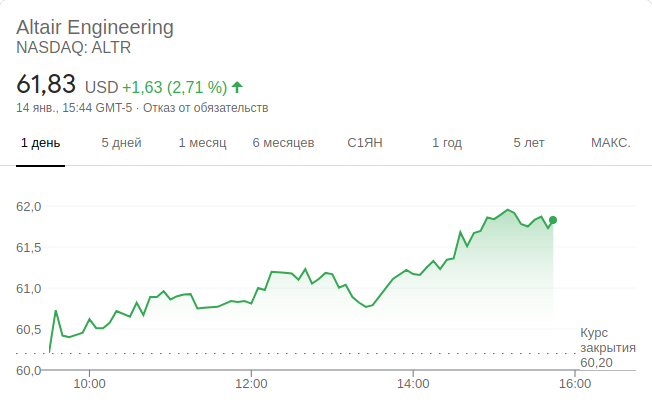 Altair Engineering
NASDAQ: ALTR
61,83 USD +1,63 (2,71 %)
14 янв., 15:44 GMT-5 · Отказ от обязательств
1 день 5 дней 1 месяц 6 месяцев С1ЯН 1 год 5 лет МАКС.
62,0
61,5
61,0
60,5
60,0
Курс
закрытия
60,20
10:00 12:00 14:00 16:00